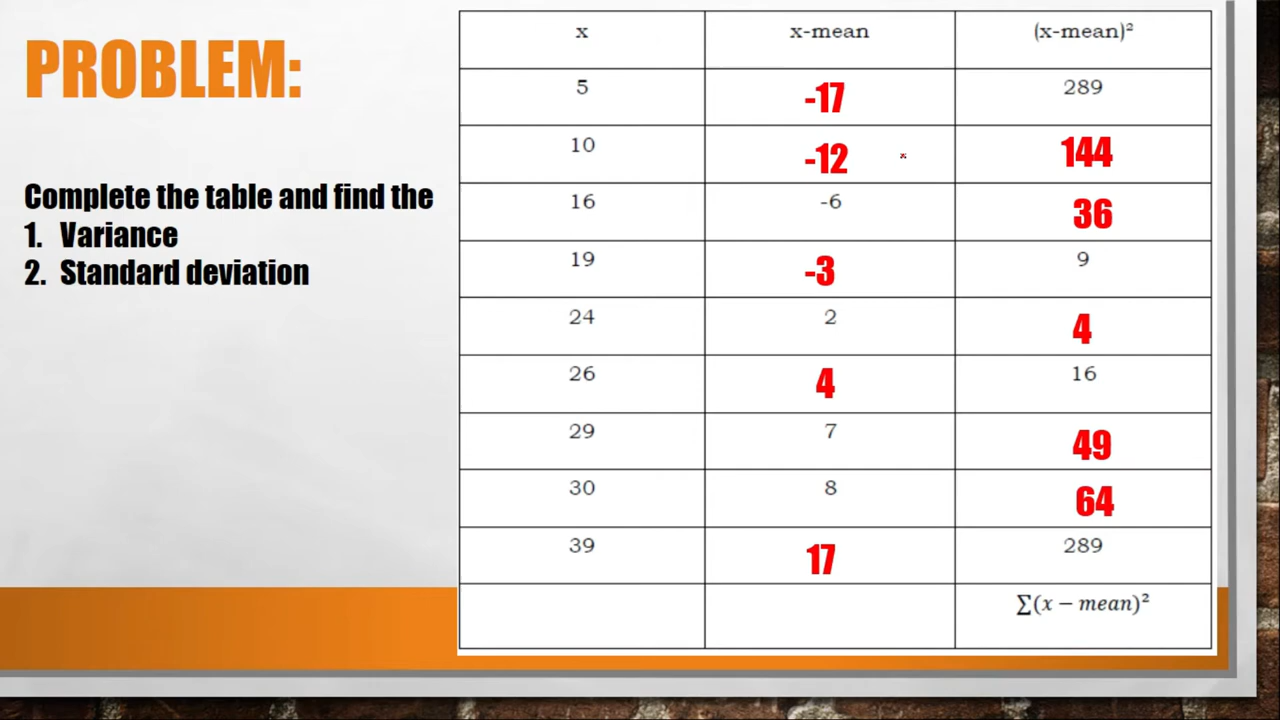 PROBLEM:
Complete the table and find the
1. Variance
2. Standard deviation
x x-mean (x-mean)²
5 -17 289
10 -12 144
16 -6 36
19 -3 9
24 2 4
26 4 16
29 7 49
30 8 64
39 17 289
∑(x − mean)²